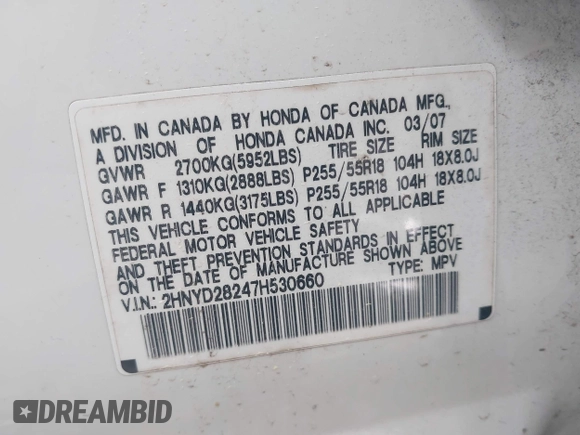 MFD. IN CANADA BY HONDA OF CANADA MFG.,
A DIVISION OF HONDA CANADA INC. 03/07
GVWR 2700KG(5952LBS) TIRE SIZE RIM SIZE
GAWR F 1310KG(2888LBS) P255/55R18 104H 18X8.0J
GAWR R 1440KG(3175LBS) P255/55R18 104H 18X8.0J
THIS VEHICLE CONFORMS TO ALL APPLICABLE
FEDERAL MOTOR VEHICLE SAFETY
AND THEFT PREVENTION STANDARDS IN EFFECT
ON THE DATE OF MANUFACTURE SHOWN ABOVE
V.I.N.: 2HNYD28247H530660 TYPE: MPV
DREAMBID